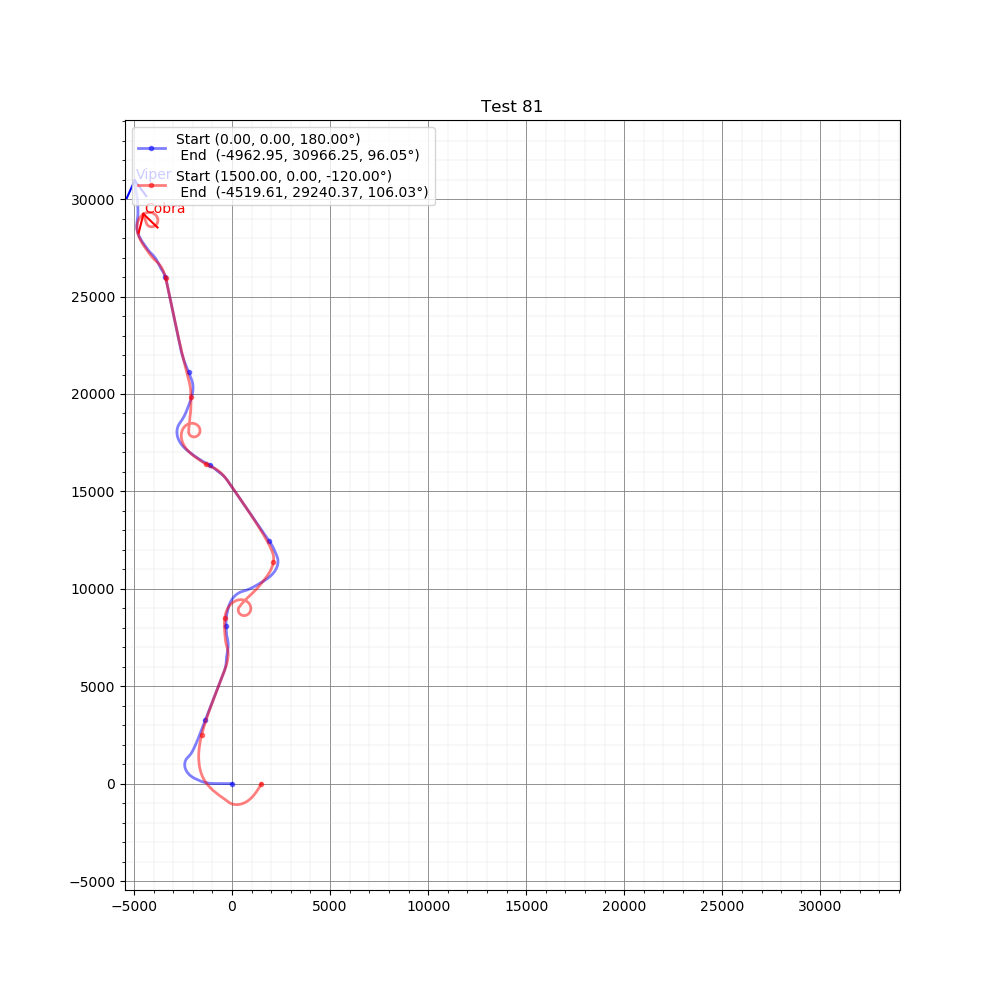 Test 81
Start (0.00, 0.00, 180.00°)
End  (-4962.95, 30966.25, 96.05°)
Start (1500.00, 0.00, -120.00°)
End  (-4519.61, 29240.37, 106.03°)
Viper
Cobra
30000
25000
20000
15000
10000
5000
0
−5000
−5000 0 5000 10000 15000 20000 25000 30000